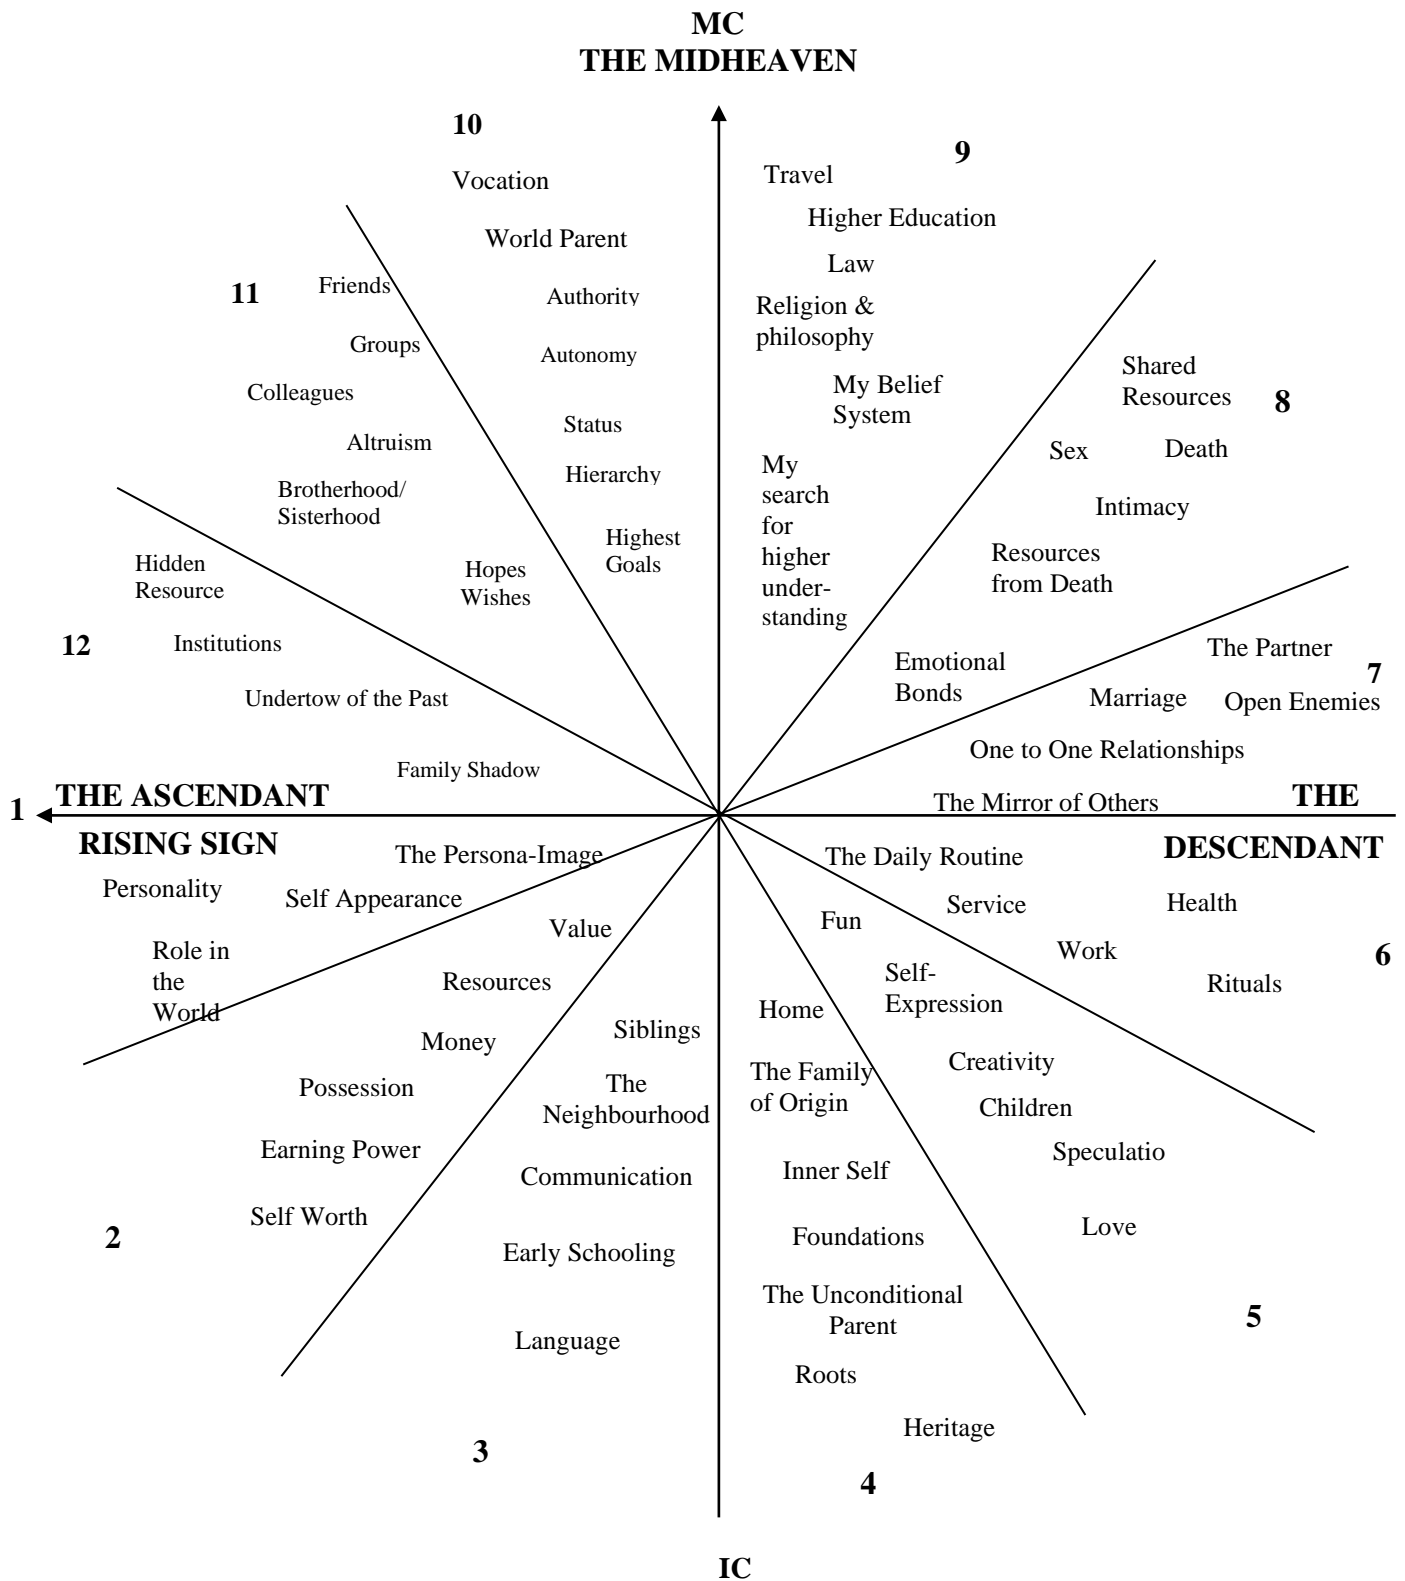 MC
THE MIDHEAVEN
10
Vocation
World Parent
Authority
Autonomy
Status
Hierarchy
Highest
Goals
9
Travel
Higher Education
Law
Religion &
philosophy
My Belief
System
My
search
for
higher
under-
standing
11
Friends
Groups
Colleagues
Altruism
Brotherhood/
Sisterhood
Hopes
Wishes
8
Shared
Resources
Sex
Death
Intimacy
Resources
from Death
Emotional
Bonds
12
Hidden
Resource
Institutions
Undertow of the Past
Family Shadow
7
The Partner
Marriage
Open Enemies
One to One Relationships
The Mirror of Others
1
THE ASCENDANT
RISING SIGN
The Persona-Image
Personality
Self Appearance
Role in
the
World
THE
DESCENDANT
The Daily Routine
Service
Health
Work
6
Rituals
Value
Resources
Money
Possession
Earning Power
Self Worth
2
Siblings
The
Neighbourhood
Communication
Early Schooling
Language
3
Home
The Family
of Origin
Inner Self
Foundations
The Unconditional
Parent
Roots
Heritage
4
Fun
Self-
Expression
Creativity
Children
Speculatio
Love
5
IC